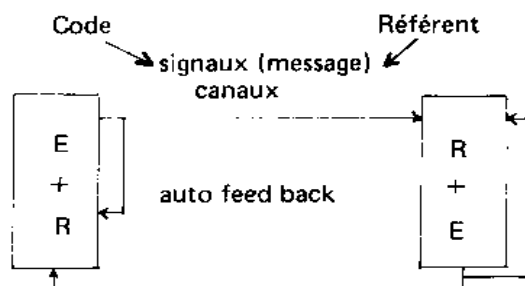 Code Référent
signaux (message)
canaux
E R
+ +
R E
auto feed back